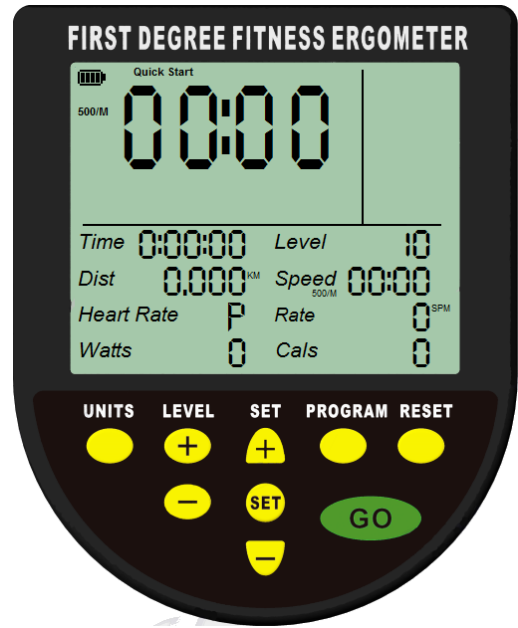 FIRST DEGREE FITNESS ERGOMETER
Quick Start
500/M
00:00
Time 0:00:00 Level 10
Dist 0.000 KM Speed 500/M 00:00
Heart Rate P Rate 0 SPM
Watts 0 Cals 0
UNITS LEVEL SET PROGRAM RESET
+ +
− SET GO
−